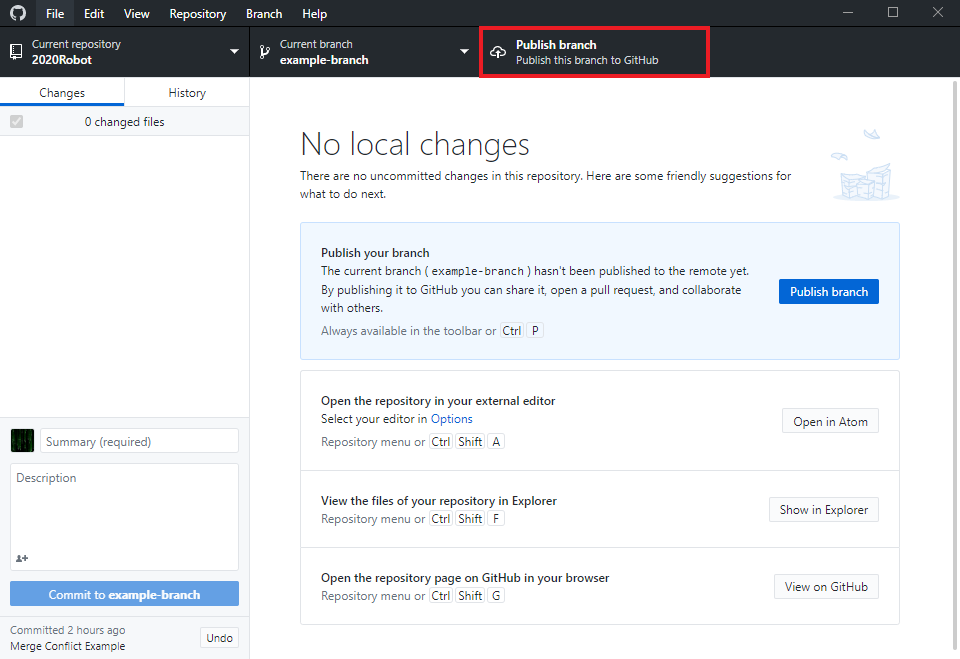 File Edit View Repository Branch Help
Current repository
2020Robot
Current branch
example-branch
Publish branch
Publish this branch to GitHub
Changes
History
0 changed files
No local changes
There are no uncommitted changes in this repository. Here are some friendly suggestions for
what to do next.
Publish your branch
The current branch ( example-branch ) hasn't been published to the remote yet.
By publishing it to GitHub you can share it, open a pull request, and collaborate
with others.
Always available in the toolbar or Ctrl P
Publish branch
Open the repository in your external editor
Select your editor in Options
Repository menu or Ctrl Shift A
Open in Atom
View the files of your repository in Explorer
Repository menu or Ctrl Shift F
Show in Explorer
Open the repository page on GitHub in your browser
Repository menu or Ctrl Shift G
View on GitHub
Summary (required)
Description
Commit to example-branch
Committed 2 hours ago
Merge Conflict Example
Undo